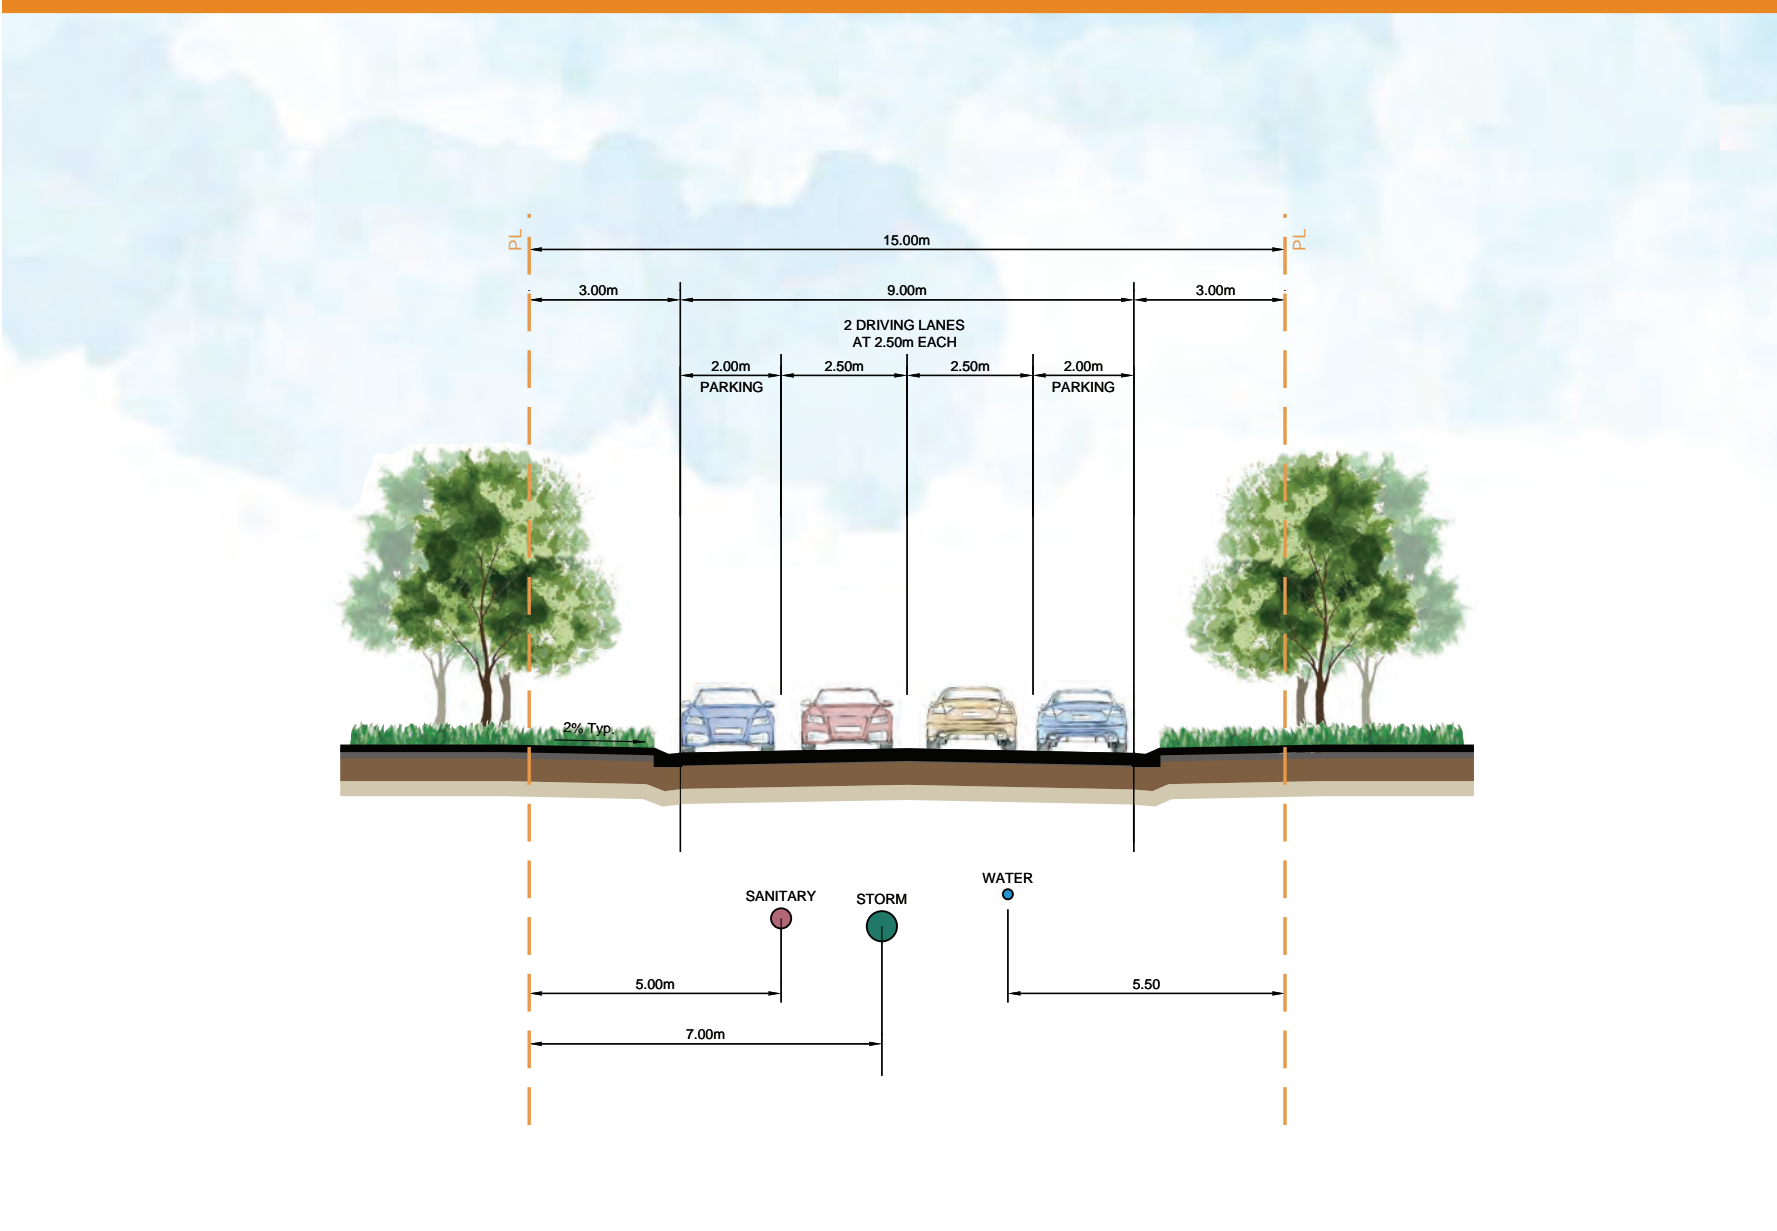 PL
15.00m
PL
3.00m
9.00m
3.00m
2 DRIVING LANES
AT 2.50m EACH
2.00m
2.50m
2.50m
2.00m
PARKING
PARKING
2% Typ.
WATER
SANITARY
STORM
5.00m
5.50
7.00m